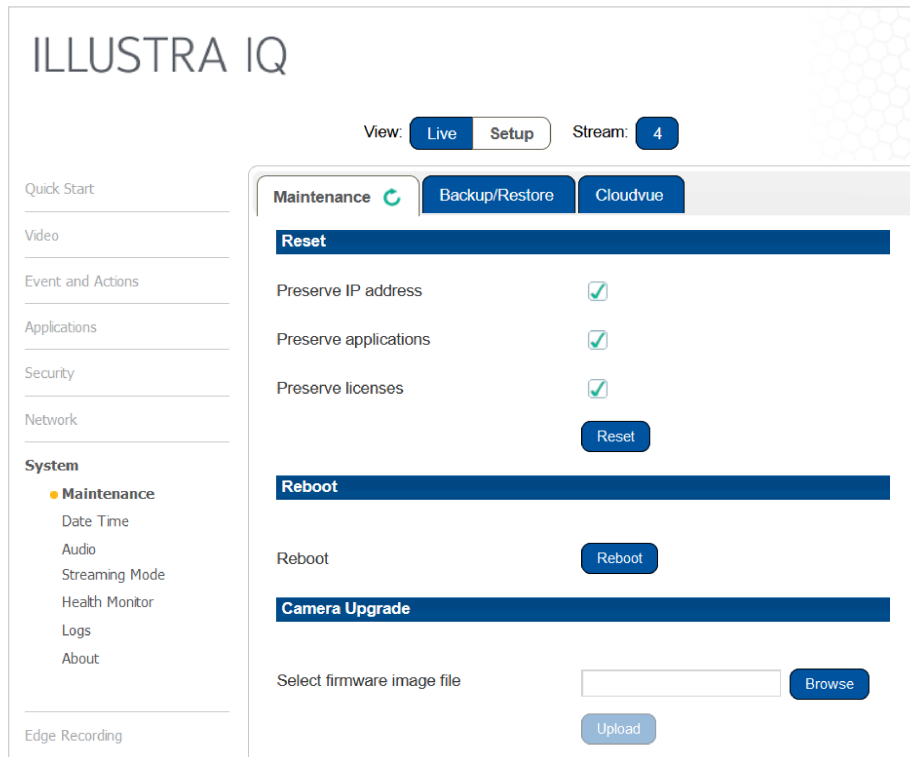 ILLUSTRA IQ
View: Live Setup Stream: 4
Quick Start
Video
Event and Actions
Applications
Security
Network
System
Maintenance
Date Time
Audio
Streaming Mode
Health Monitor
Logs
About
Edge Recording
Maintenance Backup/Restore Cloudvue
Reset
Preserve IP address
Preserve applications
Preserve licenses
Reset
Reboot
Reboot Reboot
Camera Upgrade
Select firmware image file Browse
Upload